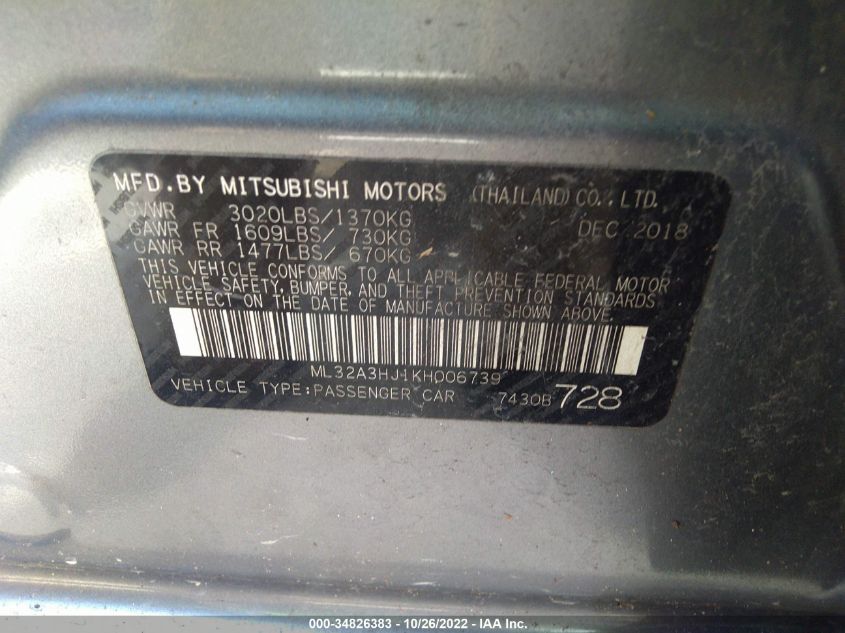 MFD.BY MITSUBISHI MOTORS (THAILAND) CO.,LTD.
GVWR 3020LBS/1370KG DEC 2018
GAWR FR 1609LBS/ 730KG
GAWR RR 1477LBS/ 670KG
THIS VEHICLE CONFORMS TO ALL APPLICABLE FEDERAL MOTOR
VEHICLE SAFETY, BUMPER, AND THEFT PREVENTION STANDARDS
IN EFFECT ON THE DATE OF MANUFACTURE SHOWN ABOVE.
ML32A3HJ1KH006739
VEHICLE TYPE:PASSENGER CAR 7430B 728
000-34826383 - 10/26/2022 - IAA Inc.